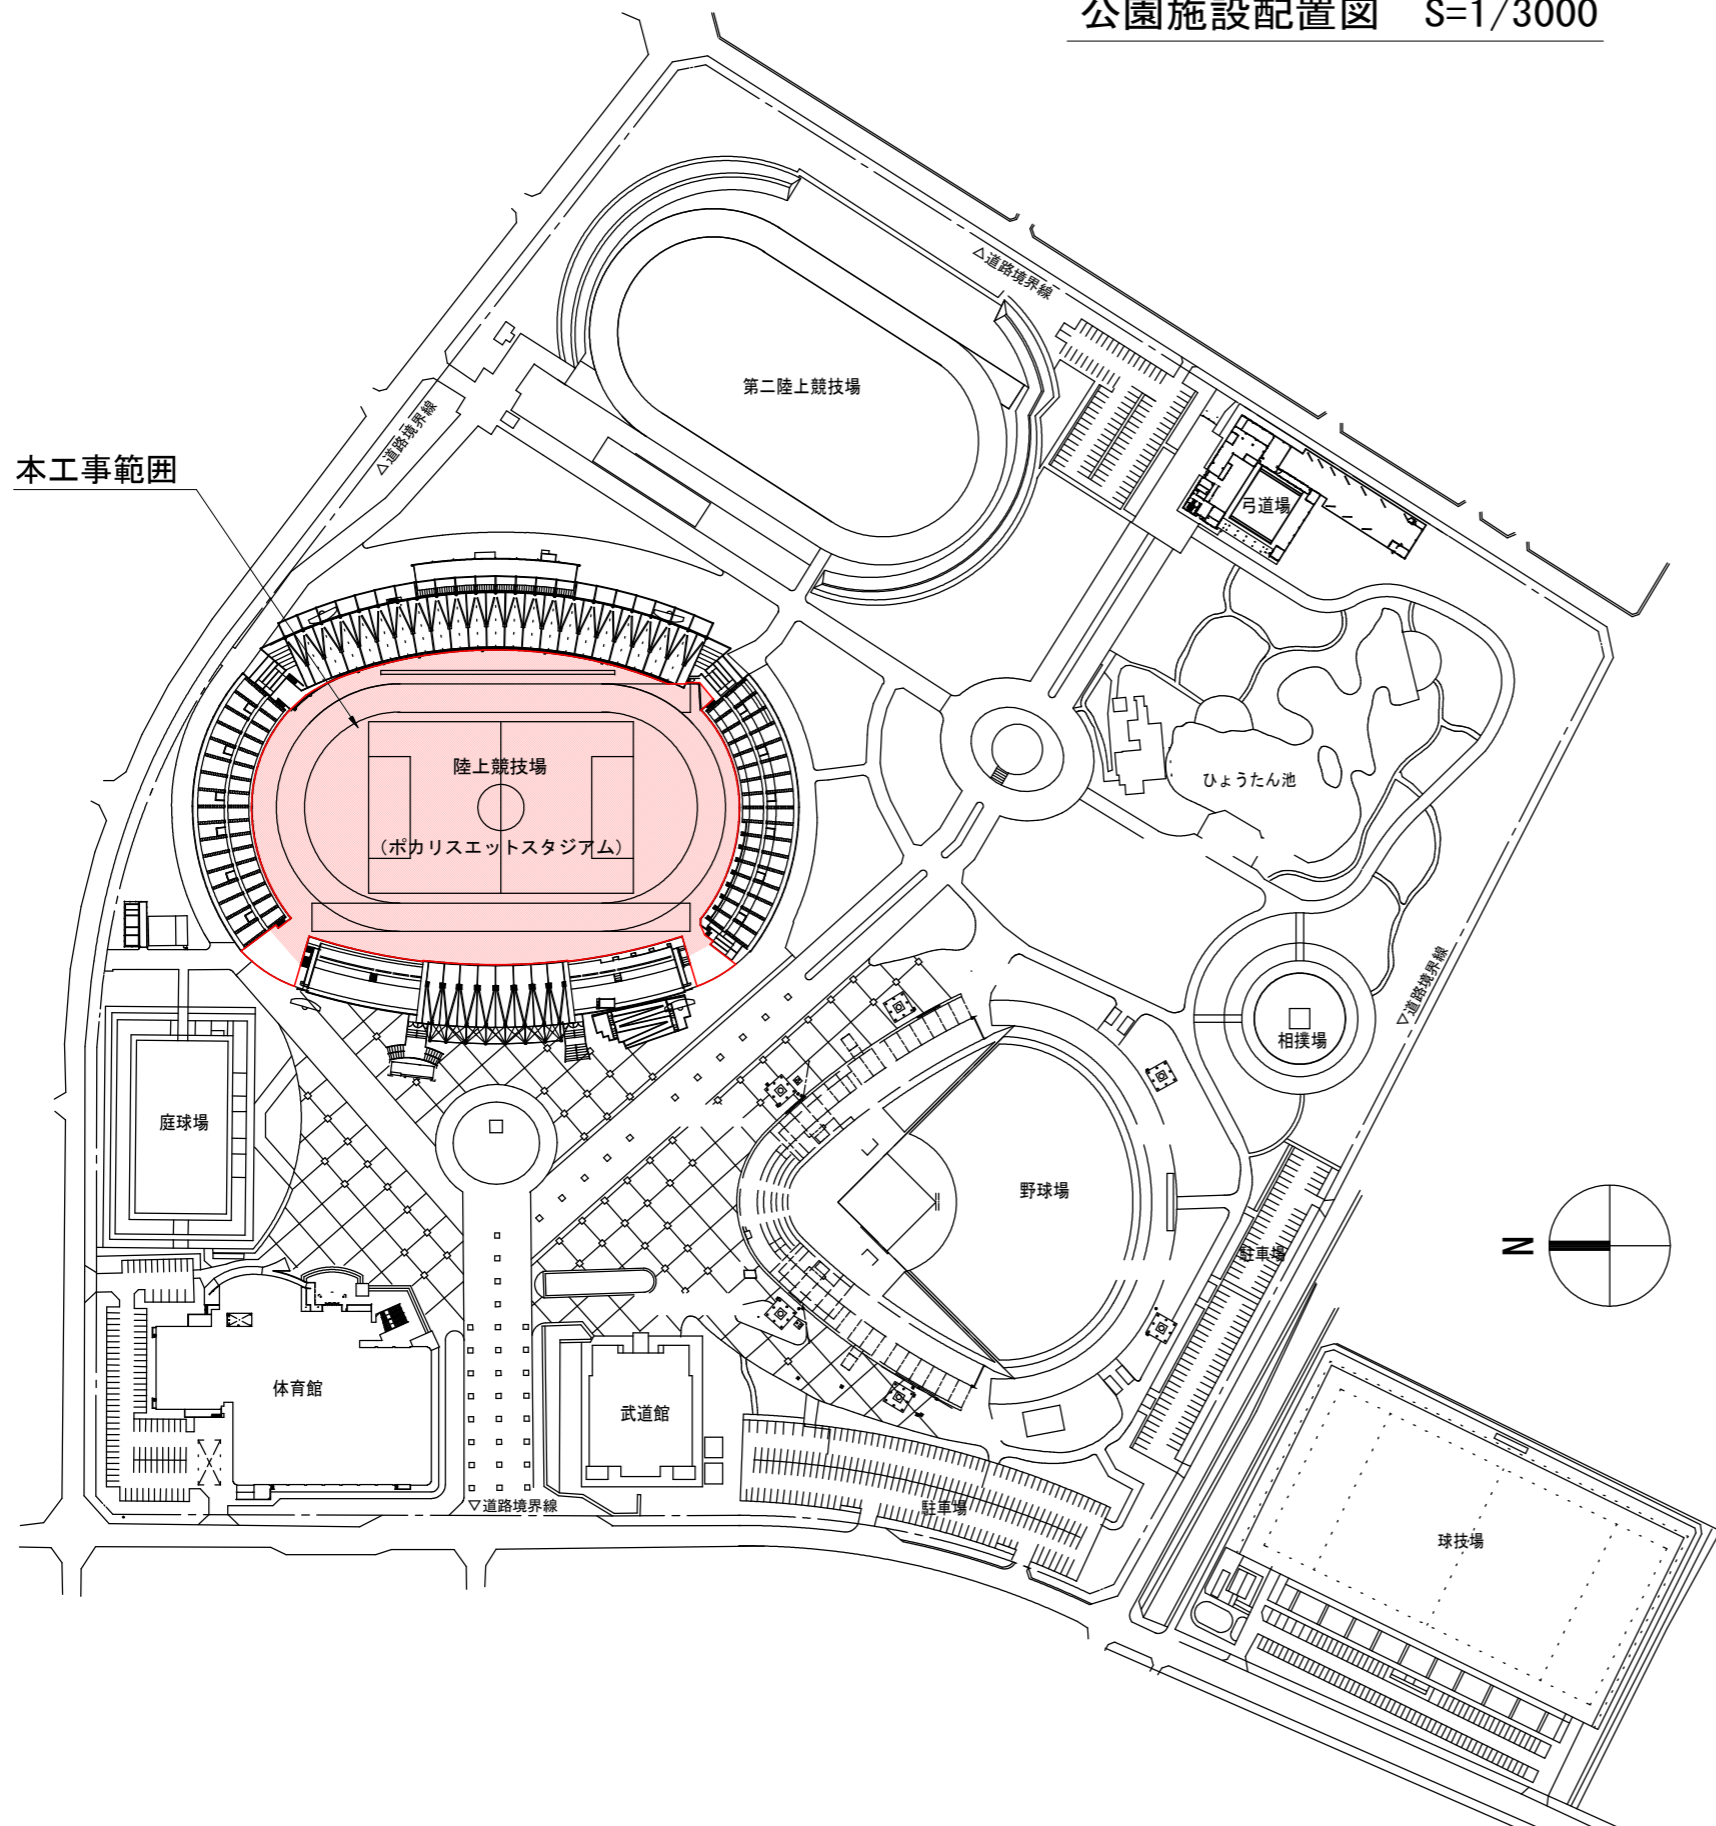 公園施設配置図　S=1/3000
△道路境界線
第二陸上競技場
△道路境界線
本工事範囲
弓道場
陸上競技場
ひょうたん池
（ポカリスエットスタジアム）
▽道路境界線
相撲場
庭球場
野球場
駐車場
N
体育館
武道館
▽道路境界線
駐車場
球技場